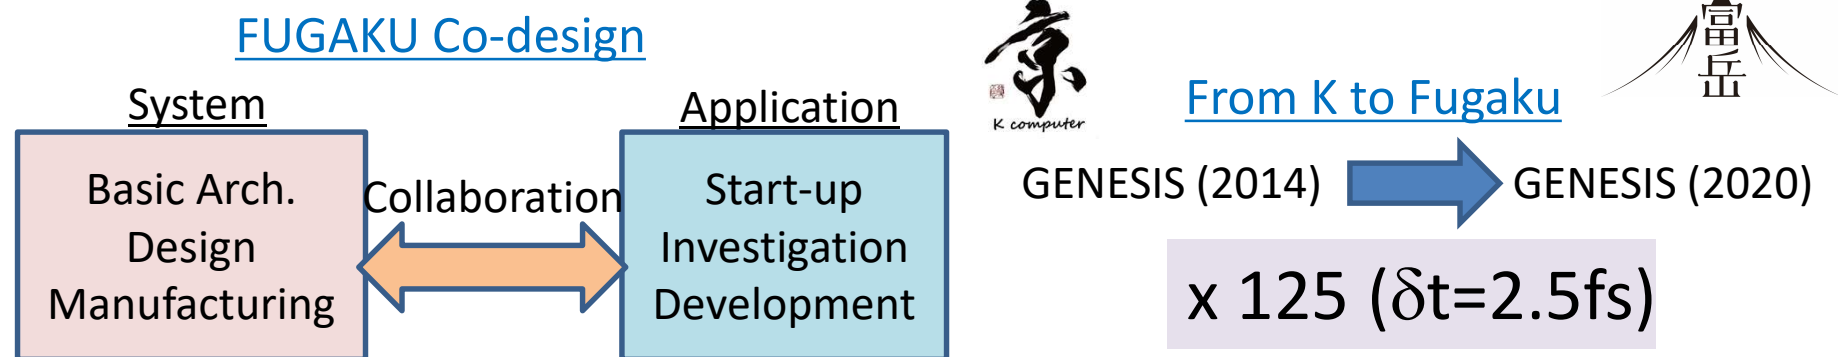 FUGAKU Co-design
System
Basic Arch.
Design
Manufacturing
Collaboration
Application
Start-up
Investigation
Development
京
K computer
富岳
From K to Fugaku
GENESIS (2014)
GENESIS (2020)
x 125 (δt=2.5fs)